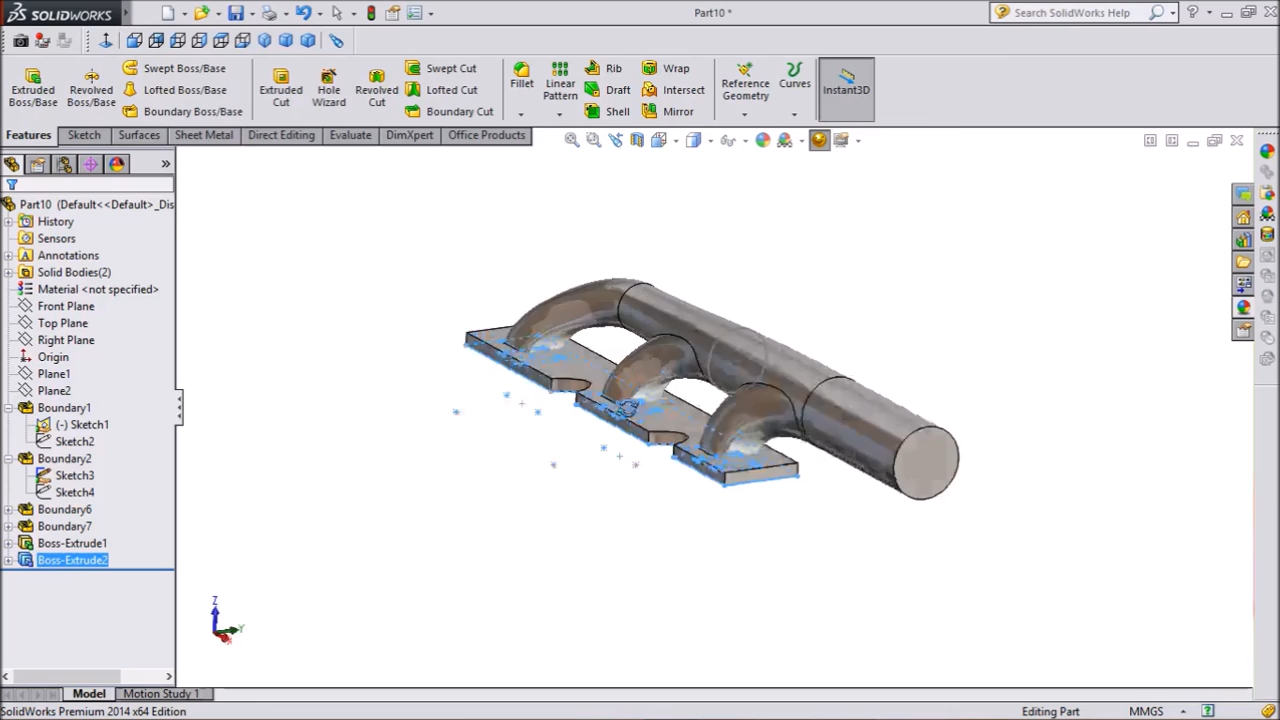 SOLIDWORKS
Part10 *
Search SolidWorks Help
Extruded Boss/Base
Revolved Boss/Base
Swept Boss/Base
Lofted Boss/Base
Boundary Boss/Base
Extruded Cut
Hole Wizard
Revolved Cut
Swept Cut
Lofted Cut
Boundary Cut
Fillet
Linear Pattern
Rib
Draft
Shell
Wrap
Intersect
Mirror
Reference Geometry
Curves
Instant3D
Features
Sketch
Surfaces
Sheet Metal
Direct Editing
Evaluate
DimXpert
Office Products
Part10 (Default<<Default>_Dis
History
Sensors
Annotations
Solid Bodies(2)
Material <not specified>
Front Plane
Top Plane
Right Plane
Origin
Plane1
Plane2
Boundary1
(-) Sketch1
Sketch2
Boundary2
Sketch3
Sketch4
Boundary6
Boundary7
Boss-Extrude1
Boss-Extrude2
Z
Y
X
Model
Motion Study 1
SolidWorks Premium 2014 x64 Edition
Editing Part
MMGS